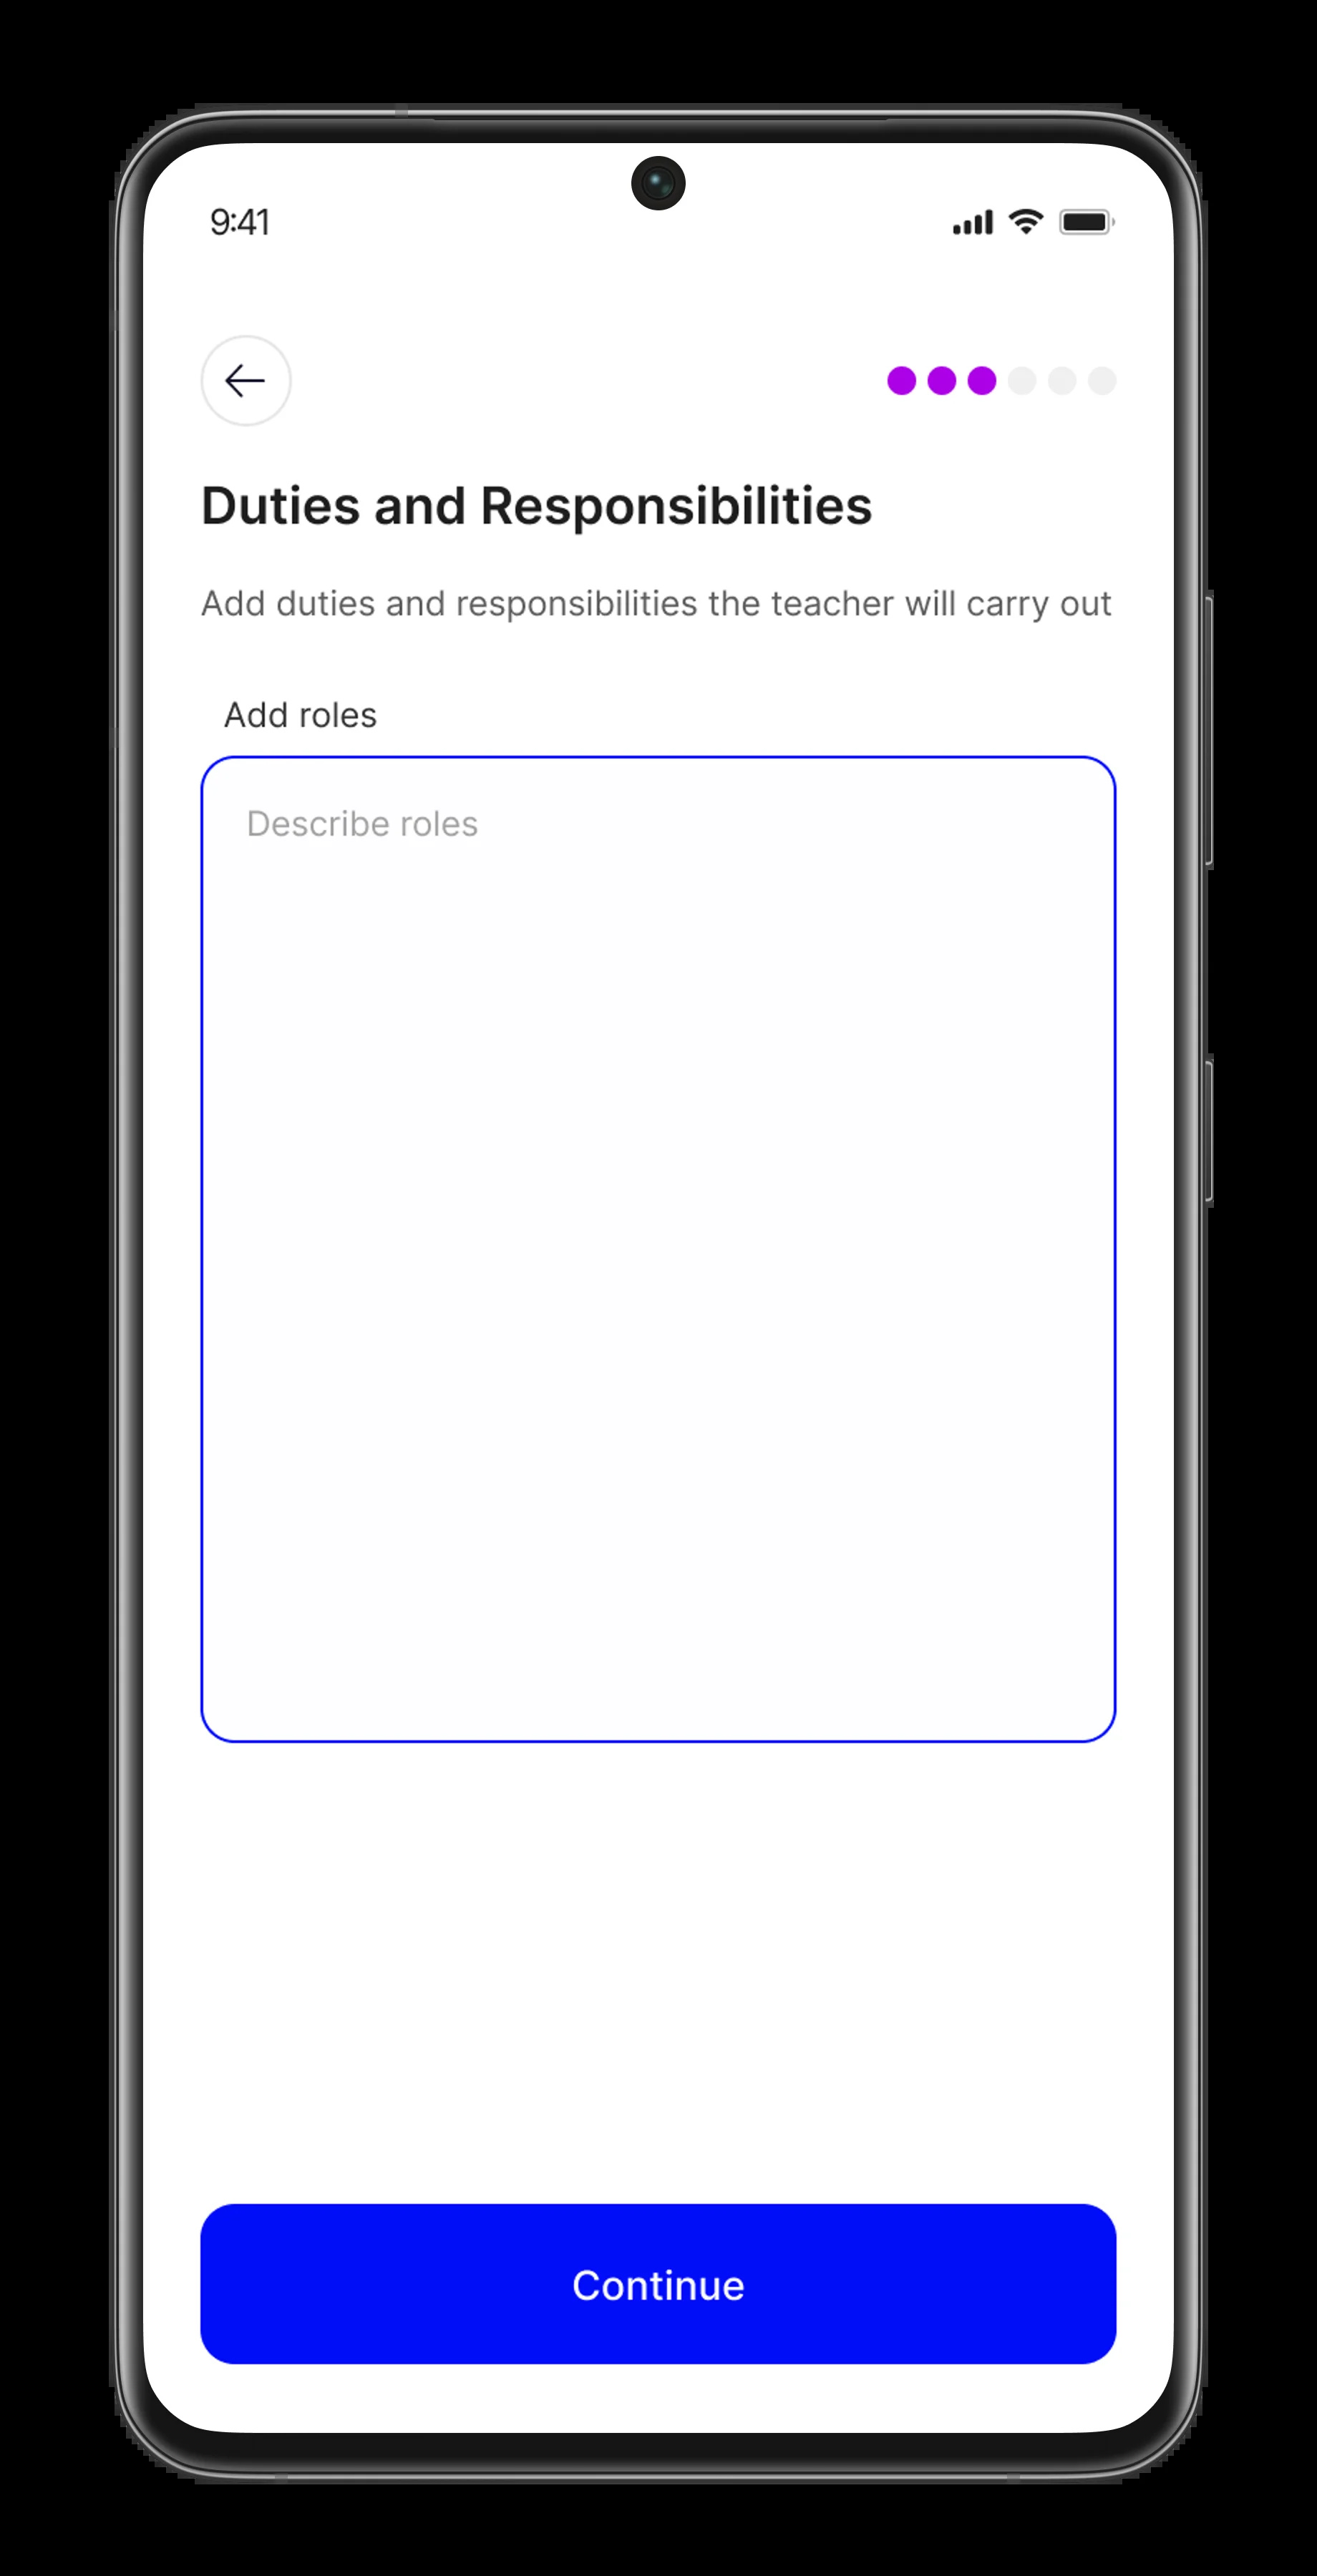 9:41
Duties and Responsibilities
Add duties and responsibilities the teacher will carry out
Add roles
Describe roles
Continue